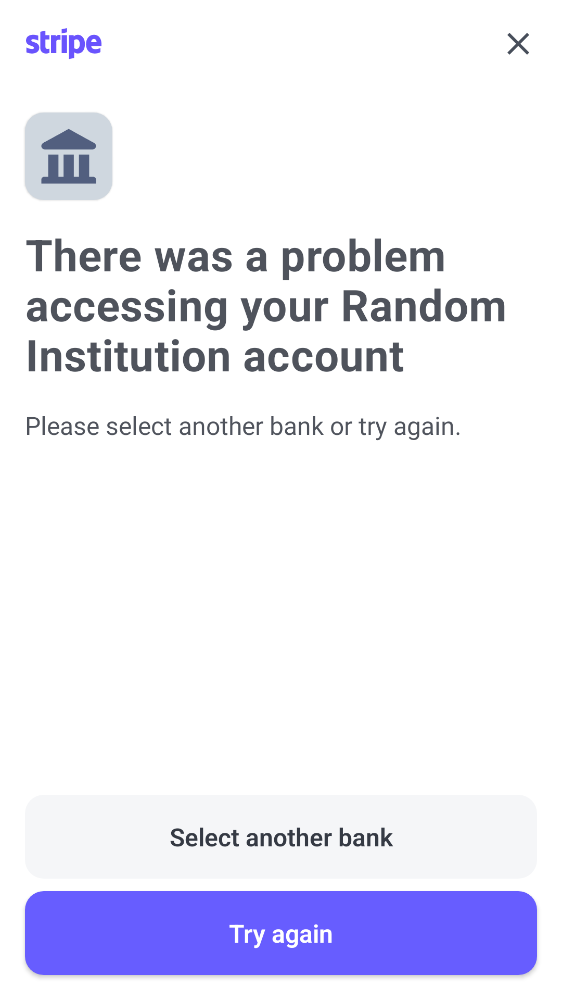 stripe
There was a problem
accessing your Random
Institution account
Please select another bank or try again.
Select another bank
Try again